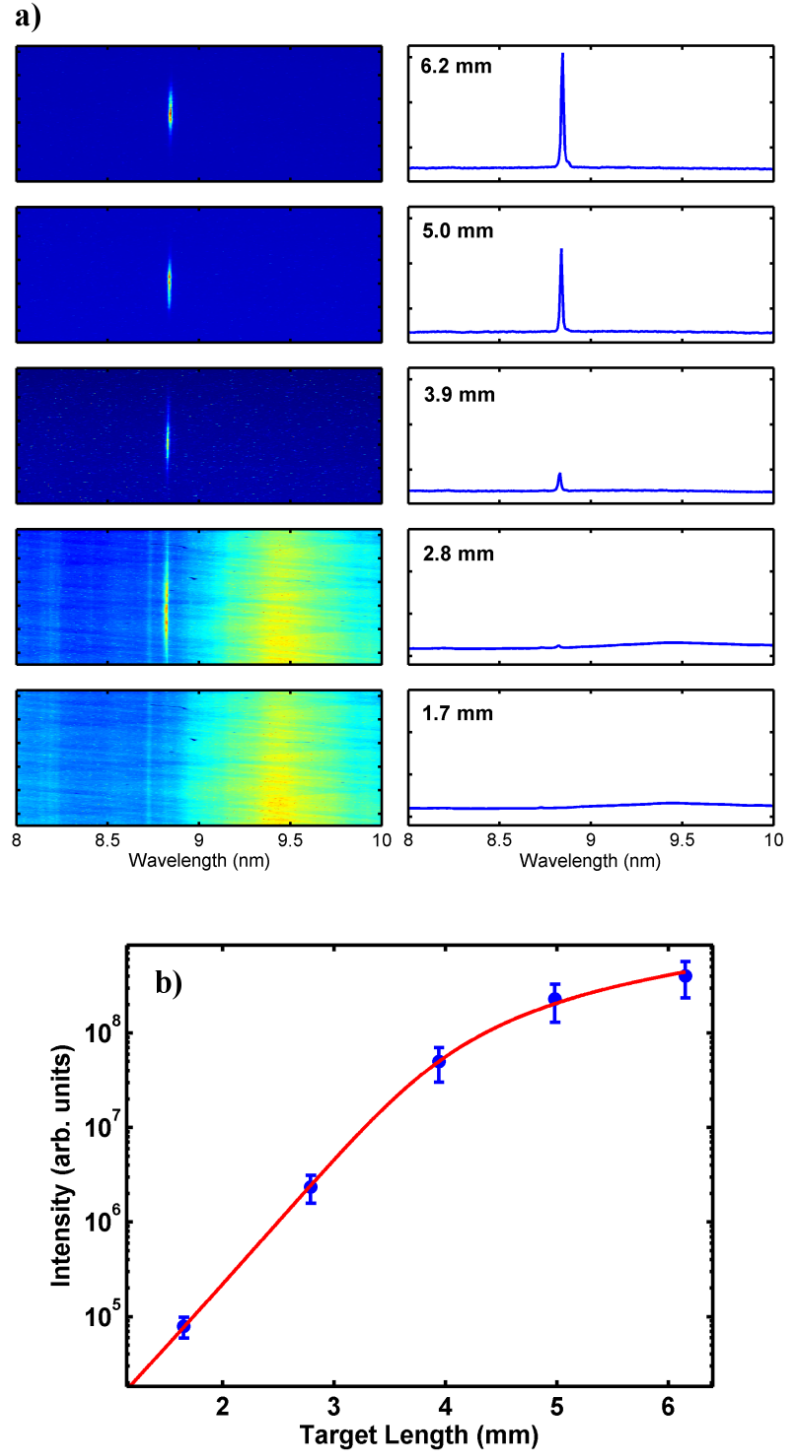 a)
6.2 mm
5.0 mm
3.9 mm
2.8 mm
1.7 mm
8 8.5 9 9.5 10 8 8.5 9 9.5 10
Wavelength (nm) Wavelength (nm)
b)
10^8
10^7
10^6
10^5
Intensity (arb. units)
2 3 4 5 6
Target Length (mm)